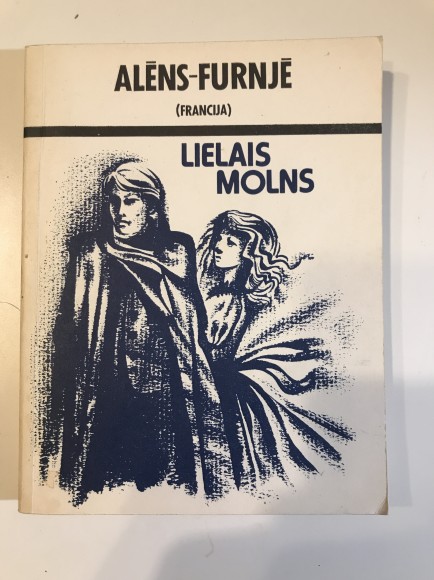 ALĒNS-FURNJĒ
(FRANCIJA)
LIELAIS
MOLNS